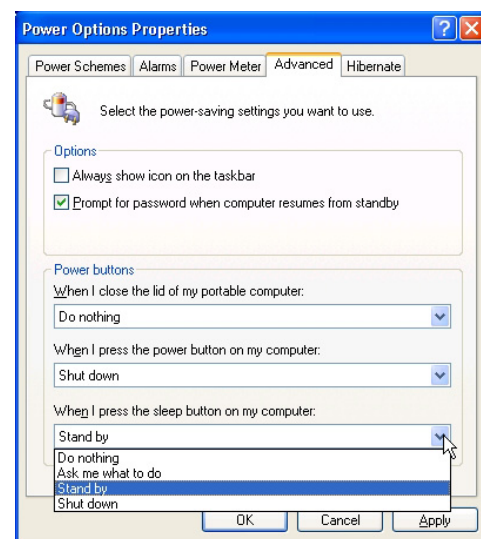 Power Options Properties
Power Schemes Alarms Power Meter Advanced Hibernate
Select the power-saving settings you want to use.
Options
Always show icon on the taskbar
Prompt for password when computer resumes from standby
Power buttons
When I close the lid of my portable computer:
Do nothing
When I press the power button on my computer:
Shut down
When I press the sleep button on my computer:
Stand by
Do nothing
Ask me what to do
Stand by
Shut down
OK Cancel Apply